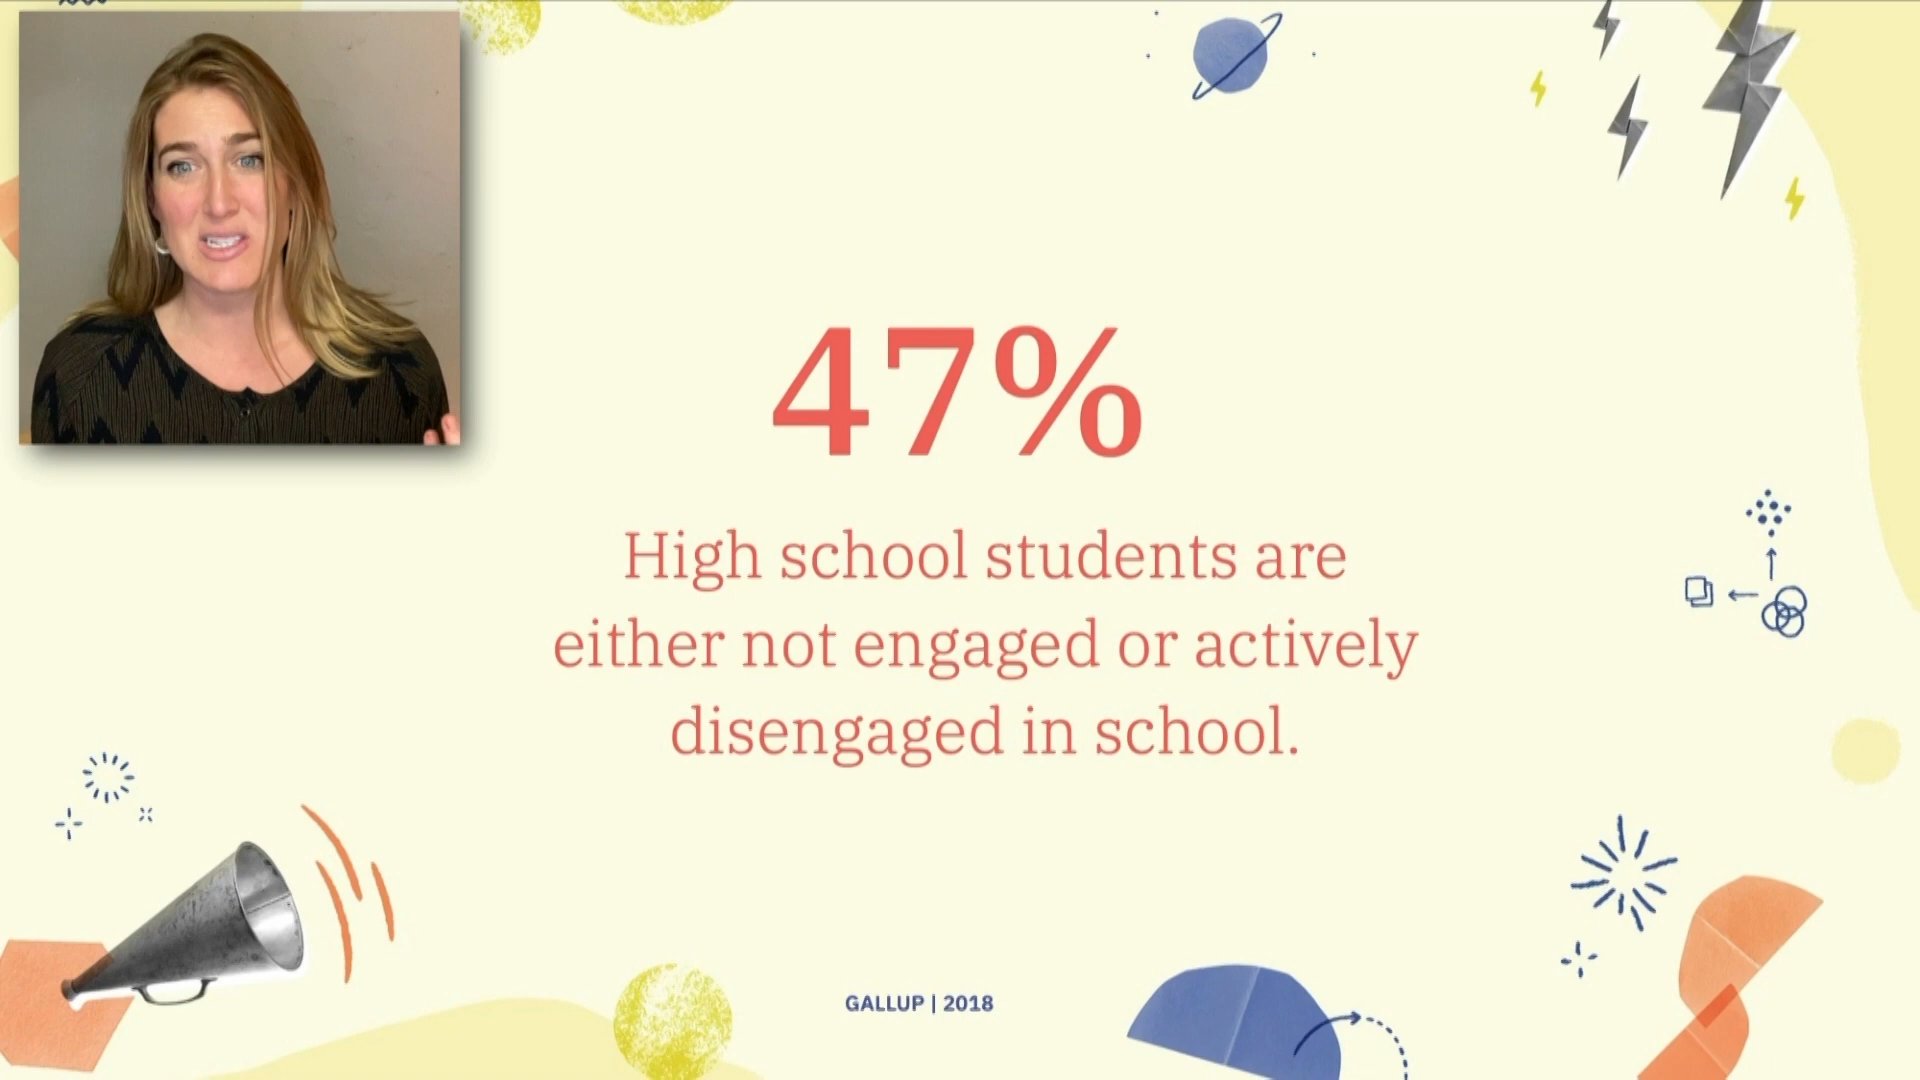 47%
High school students are
either not engaged or actively
disengaged in school.
GALLUP | 2018